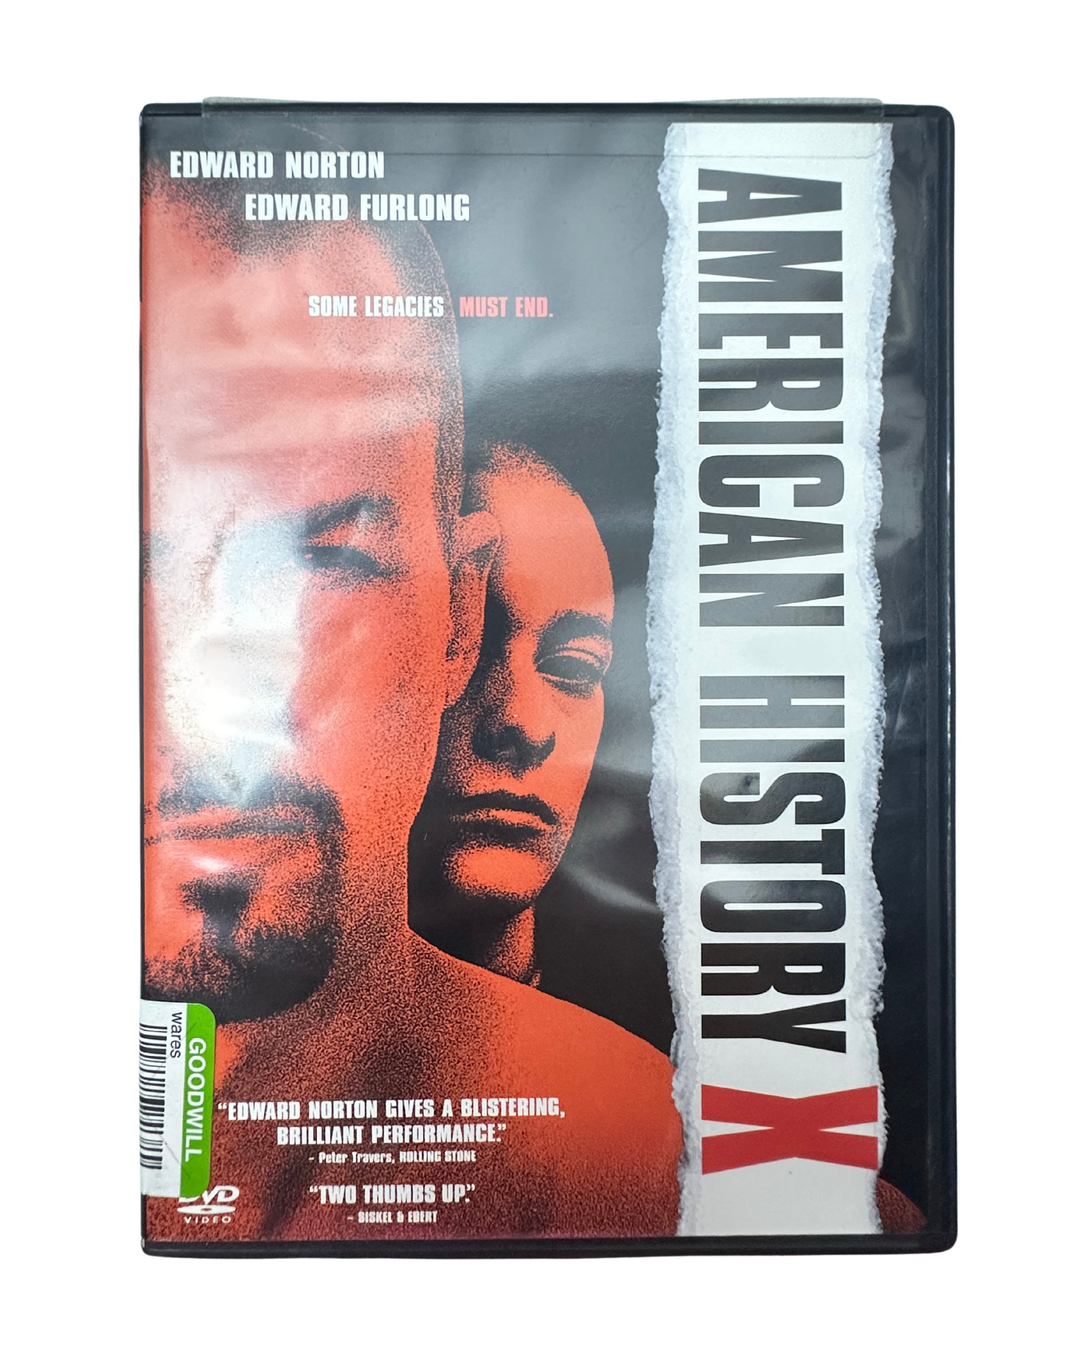 EDWARD NORTON
EDWARD FURLONG
SOME LEGACIES MUST END.
AMERICAN HISTORY X
wares
GOODWILL
"EDWARD NORTON GIVES A BLISTERING,
BRILLIANT PERFORMANCE."
- Peter Travers, ROLLING STONE
"TWO THUMBS UP."
- SISKEL & EBERT
DVD
VIDEO